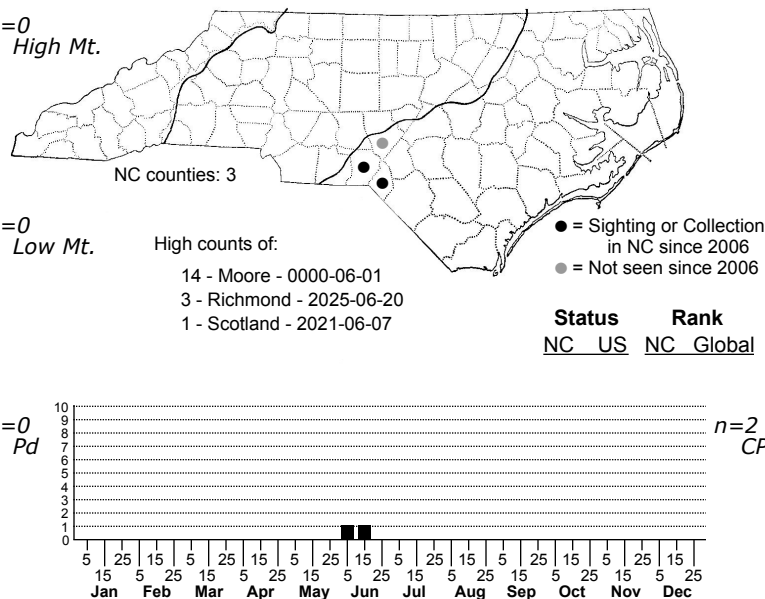 =0
High Mt.
NC counties: 3
=0
Low Mt.
High counts of:
14 - Moore - 0000-06-01
3 - Richmond - 2025-06-20
1 - Scotland - 2021-06-07
● = Sighting or Collection
in NC since 2006
● = Not seen since 2006
Status Rank
NC US NC Global
=0
Pd
10
9
8
7
6
5
4
3
2
1
0
n=2
CP
5 25 15 5 25 15 5 25 15 5 25 15 5 25 15 5 25 15
15 5 25 15 5 25 15 5 25 15 5 25 15 5 25 15 5 25
Jan Feb Mar Apr May Jun Jul Aug Sep Oct Nov Dec